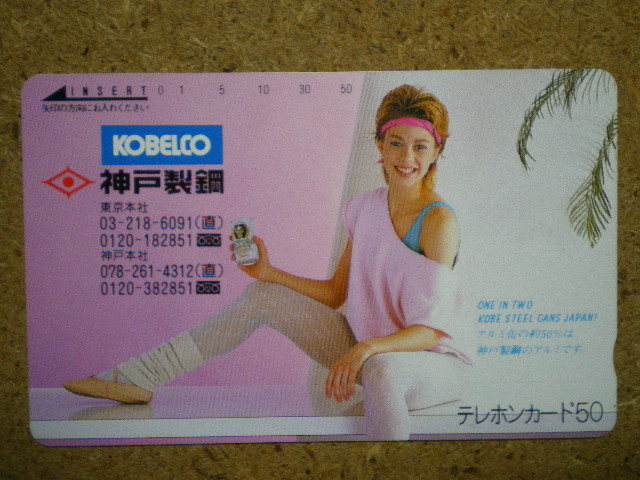 INSERT 0 1 5 10 30 50
矢印の方向にお入れください
KOBELCO
神戸製鋼
東京本社
03-218-6091(直)
0120-182851
神戸本社
078-261-4312(直)
0120-382851
ONE IN TWO
KOBE STEEL CANS JAPAN!
アルミ缶の約50%は
神戸製鋼のアルミです
テレホンカード50